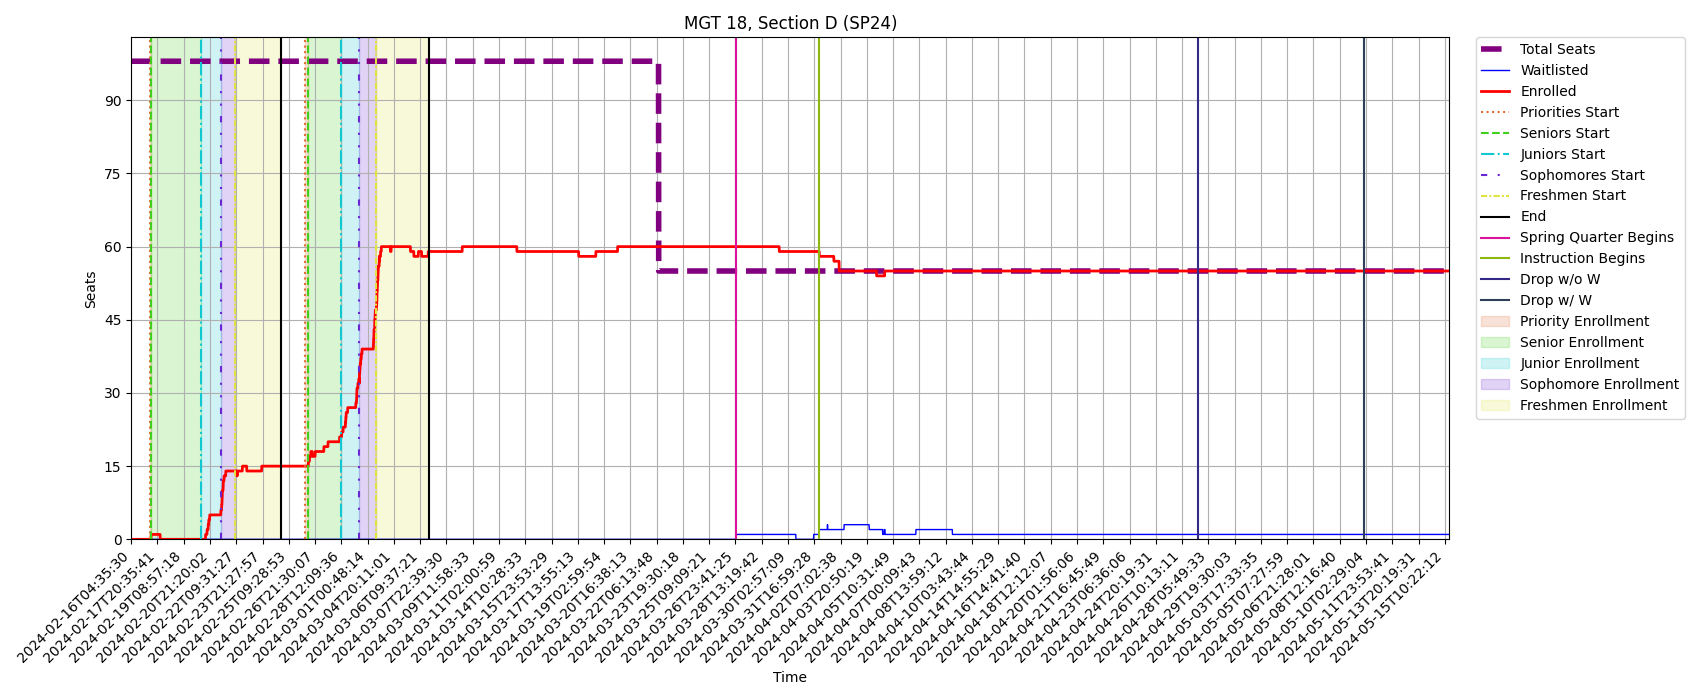 MGT 18, Section D (SP24)
Seats
90
75
60
45
30
15
0
2024-02-16T04:35:30
2024-02-17T20:35:41
2024-02-19T08:57:18
2024-02-20T21:20:02
2024-02-22T09:31:27
2024-02-23T21:27:57
2024-02-25T09:28:53
2024-02-26T21:30:07
2024-02-28T12:09:36
2024-03-01T00:48:14
2024-03-04T20:11:01
2024-03-06T09:37:21
2024-03-07T22:39:30
2024-03-09T11:58:33
2024-03-11T02:00:59
2024-03-14T10:28:33
2024-03-15T23:53:29
2024-03-17T13:55:13
2024-03-19T02:59:54
2024-03-20T16:38:13
2024-03-22T06:13:48
2024-03-23T19:30:18
2024-03-25T09:09:21
2024-03-26T23:41:25
2024-03-28T13:19:42
2024-03-30T02:57:09
2024-03-31T16:59:28
2024-04-02T07:02:38
2024-04-03T20:50:19
2024-04-05T10:31:49
2024-04-07T00:09:43
2024-04-08T13:59:12
2024-04-10T03:43:44
2024-04-14T14:55:29
2024-04-16T14:41:40
2024-04-18T12:12:07
2024-04-20T01:56:06
2024-04-21T16:45:49
2024-04-23T06:36:06
2024-04-24T20:19:31
2024-04-26T10:13:11
2024-04-28T05:49:33
2024-04-29T19:30:03
2024-05-03T17:33:35
2024-05-05T07:27:59
2024-05-06T21:28:01
2024-05-08T12:16:40
2024-05-10T02:29:04
2024-05-11T23:53:41
2024-05-13T20:19:31
2024-05-15T10:22:12
Time
Total Seats
Waitlisted
Enrolled
Priorities Start
Seniors Start
Juniors Start
Sophomores Start
Freshmen Start
End
Spring Quarter Begins
Instruction Begins
Drop w/o W
Drop w/ W
Priority Enrollment
Senior Enrollment
Junior Enrollment
Sophomore Enrollment
Freshmen Enrollment